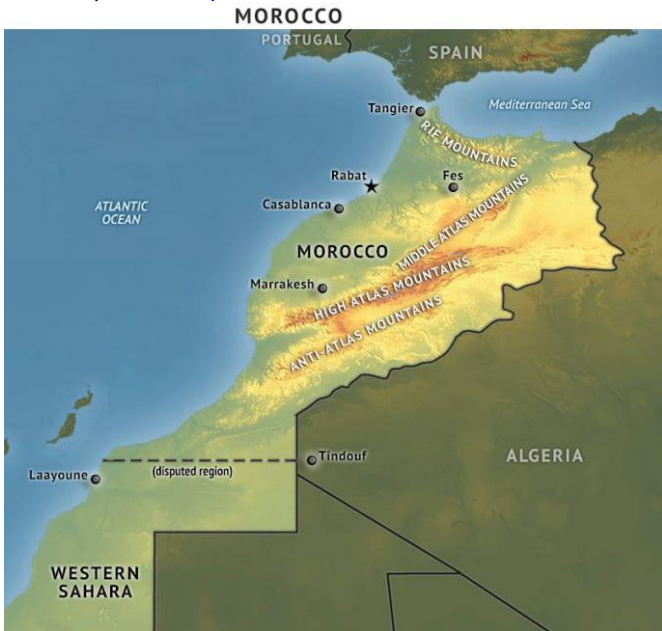 MOROCCO
PORTUGAL
SPAIN
Mediterranean Sea
Tangier
RIF MOUNTAINS
Rabat
Fes
Casablanca
ATLANTIC
OCEAN
MIDDLE ATLAS MOUNTAINS
MOROCCO
Marrakesh
HIGH ATLAS MOUNTAINS
ANTI-ATLAS MOUNTAINS
Tindouf
ALGERIA
(disputed region)
Laayoune
WESTERN
SAHARA